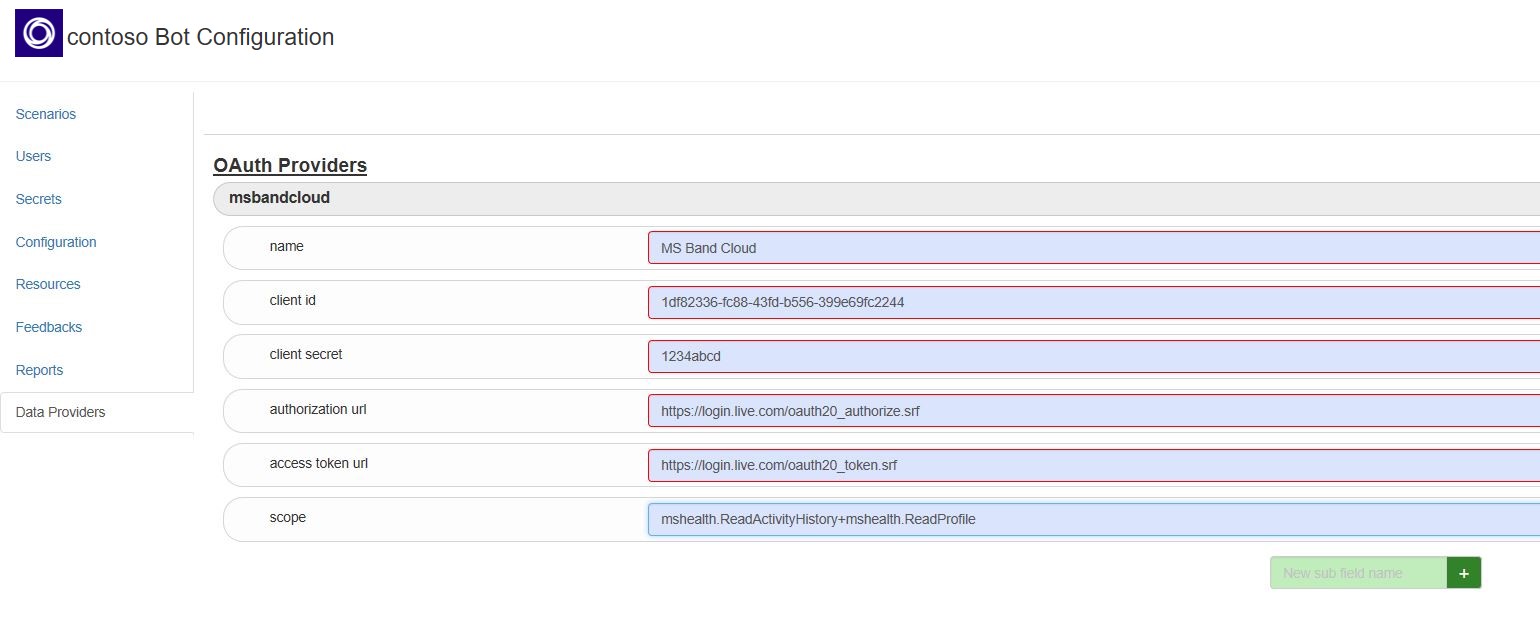 contoso Bot Configuration
Scenarios
Users
Secrets
Configuration
Resources
Feedbacks
Reports
Data Providers
OAuth Providers
msbandcloud
name MS Band Cloud
client id 1df82336-fc88-43fd-b556-399e69fc2244
client secret 1234abcd
authorization url https://login.live.com/oauth20_authorize.srf
access token url https://login.live.com/oauth20_token.srf
scope mshealth.ReadActivityHistory+mshealth.ReadProfile
New sub field name +